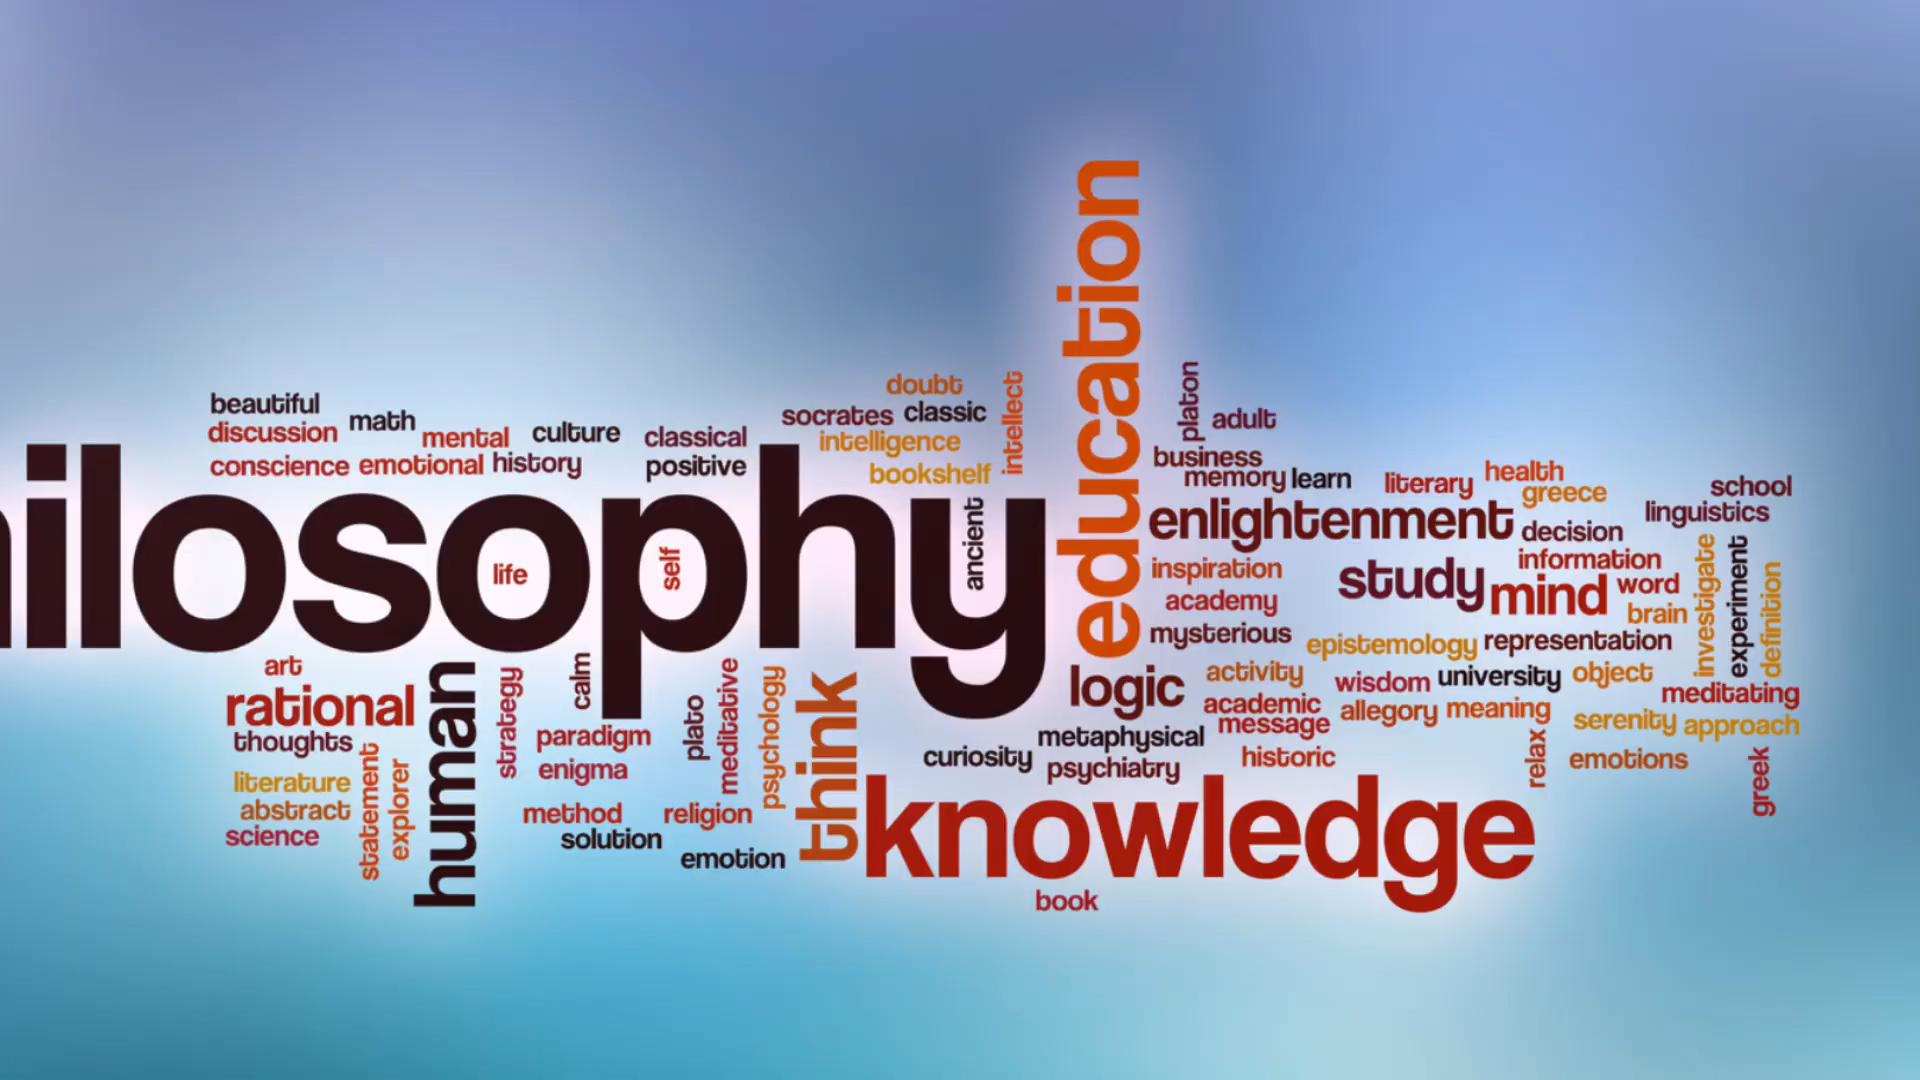 beautiful
math
discussion
mental
culture
conscience
emotional
history
classical
positive
doubt
socrates
classic
intelligence
bookshelf
intellect
ilosophy
life
self
ancient
education
platon
adult
business
memory
learn
literary
health
greece
school
linguistics
enlightenment
decision
information
inspiration
study
mind
word
academy
brain
investigate
experiment
definition
mysterious
epistemology
representation
logic
activity
wisdom
university
object
meditating
academic
message
allegory
meaning
serenity
approach
metaphysical
curiosity
psychiatry
historic
relax
emotions
greek
art
rational
thoughts
literature
abstract
science
statement
explorer
human
strategy
calm
paradigm
enigma
plato
meditative
psychology
method
religion
solution
emotion
think
knowledge
book